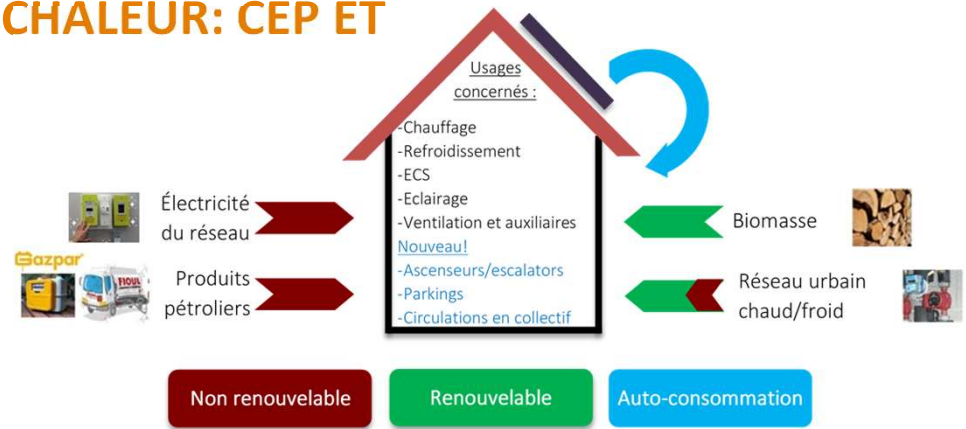 CHALEUR: CEP ET
Usages
concernés :
-Chauffage
-Refroidissement
-ECS
-Eclairage
-Ventilation et auxiliaires
Nouveau!
-Ascenseurs/escalators
-Parkings
-Circulations en collectif
Électricité
du réseau
Gazpar
FIOUL
Produits
pétroliers
Biomasse
Réseau urbain
chaud/froid
Non renouvelable
Renouvelable
Auto-consommation